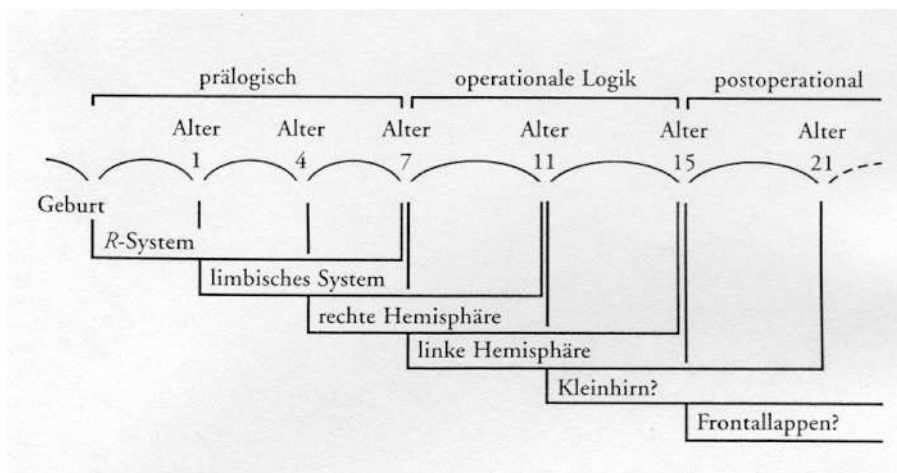 prälogisch operationale Logik postoperational
Alter Alter Alter Alter Alter Alter
1 4 7 11 15 21
Geburt
R-System
limbisches System
rechte Hemisphäre
linke Hemisphäre
Kleinhirn?
Frontallappen?